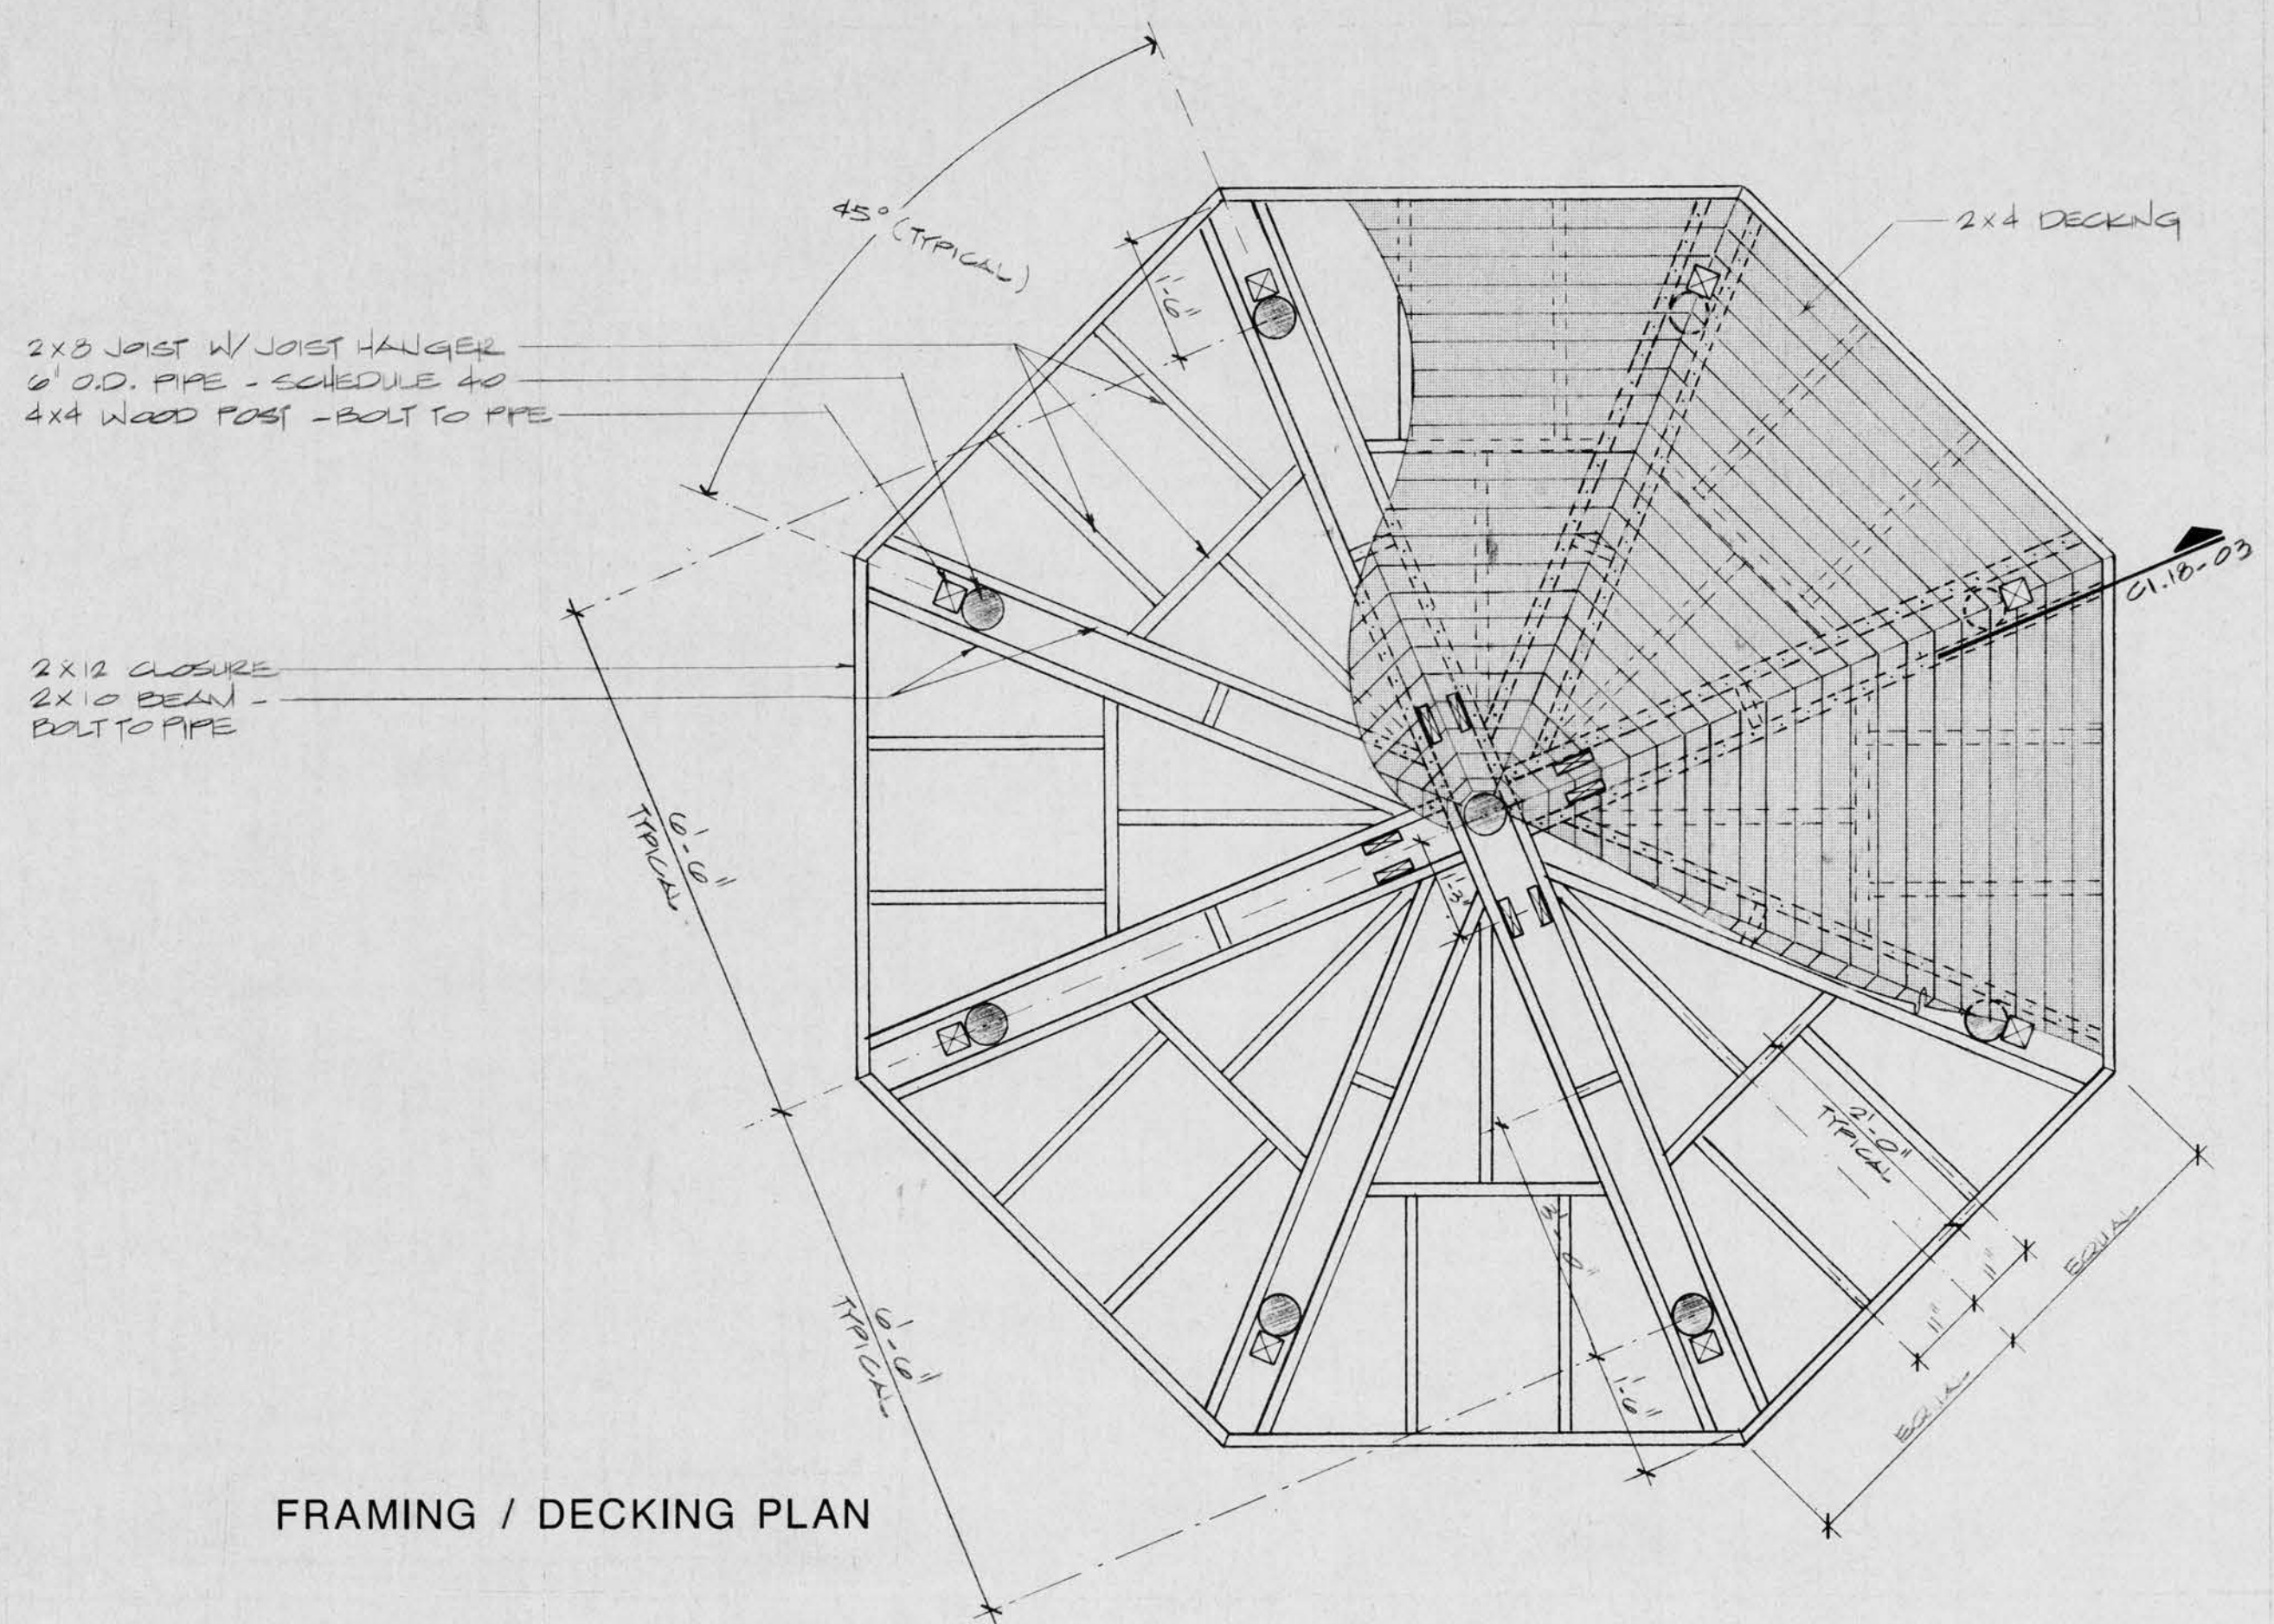 45° (TYPICAL)
2x4 DECKING
1'-6"
2x8 JOIST W/ JOIST HANGER
6" O.D. PIPE - SCHEDULE 40
4x4 WOOD POST - BOLT TO PIPE
C1.18-03
2x12 CLOSURE
2x10 BEAM -
BOLT TO PIPE
6'-6"
TYPICAL
1'-3"
2'-0"
TYPICAL
3'-0"
EQUAL
11"
11"
6'-6"
TYPICAL
1'-6"
EQUAL
FRAMING / DECKING PLAN